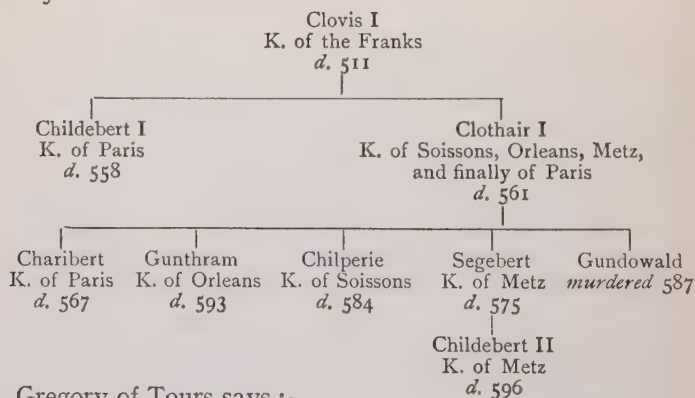 Clovis I
K. of the Franks
d. 511
Childebert I
K. of Paris
d. 558
Clothair I
K. of Soissons, Orleans, Metz,
and finally of Paris
d. 561
Charibert
K. of Paris
d. 567
Gunthram
K. of Orleans
d. 593
Chilperie
K. of Soissons
d. 584
Segebert
K. of Metz
d. 575
Gundowald
murdered 587
Childebert II
K. of Metz
d. 596
Gregory of Tours says :-